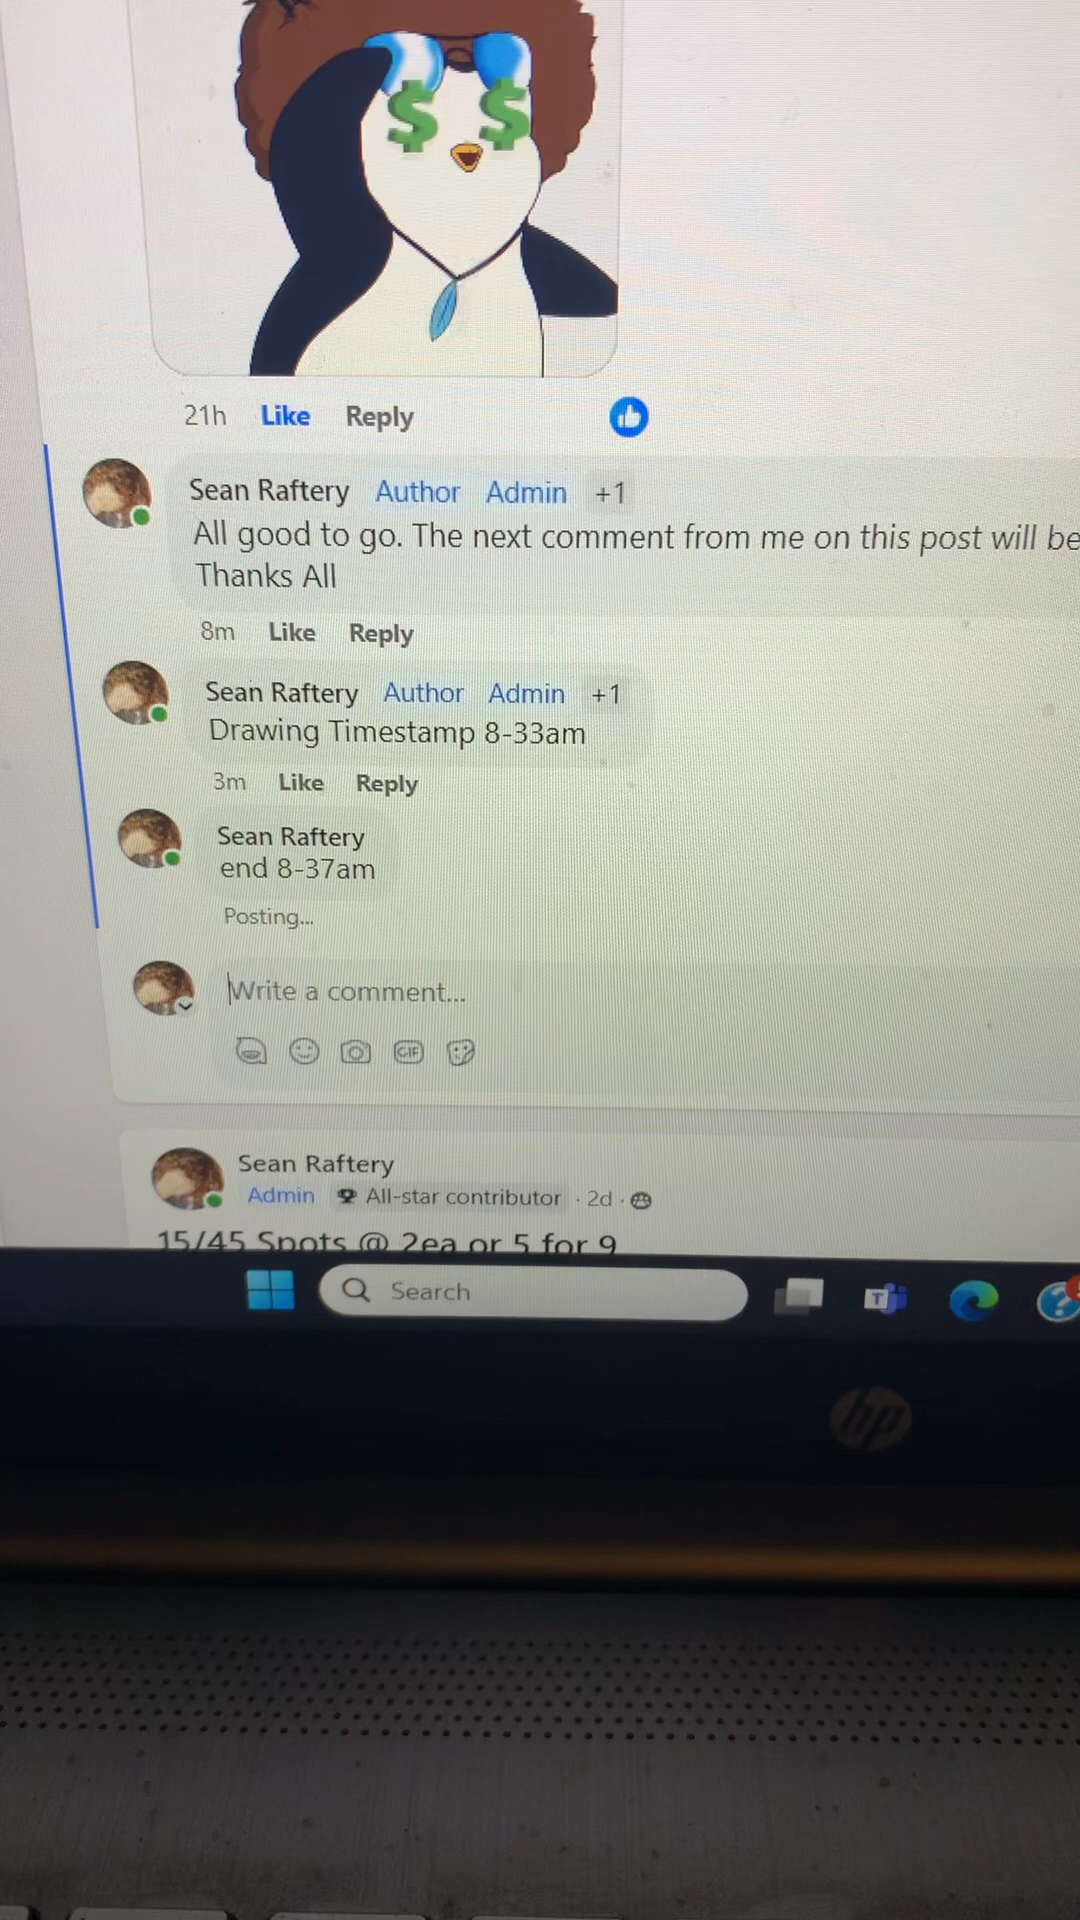 $ $
21h Like Reply
Sean Raftery Author Admin +1
All good to go. The next comment from me on this post will be
Thanks All
8m Like Reply
Sean Raftery Author Admin +1
Drawing Timestamp 8-33am
3m Like Reply
Sean Raftery
end 8-37am
Posting...
Write a comment...
GIF
Sean Raftery
Admin All-star contributor · 2d ·
15/45 Spots @ 2ea or 5 for 9
Search
T
?
hp